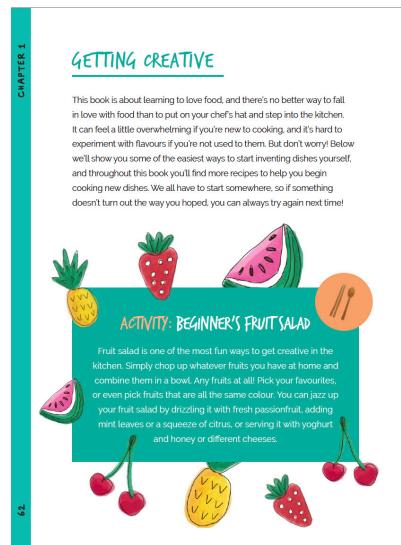 CHAPTER 1
GETTING CREATIVE
This book is about learning to love food, and there's no better way to fall
in love with food than to put on your chef's hat and step into the kitchen.
It can feel a little overwhelming if you're new to cooking, and it's hard to
experiment with flavours if you're not used to them. But don't worry! Below
we'll show you some of the easiest ways to start inventing dishes yourself,
and throughout this book you'll find more recipes to help you begin
cooking new dishes. We all have to start somewhere, so if something
doesn't turn out the way you hoped, you can always try again next time!
ACTIVITY: BEGINNER'S FRUIT SALAD
Fruit salad is one of the most fun ways to get creative in the
kitchen. Simply chop up whatever fruits you have at home and
combine them in a bowl. Any fruits at all! Pick your favourites,
or even pick fruits that are all the same colour. You can jazz up
your fruit salad by drizzling it with fresh passionfruit, adding
mint leaves or a squeeze of citrus, or serving it with yoghurt
and honey or different cheeses.
62